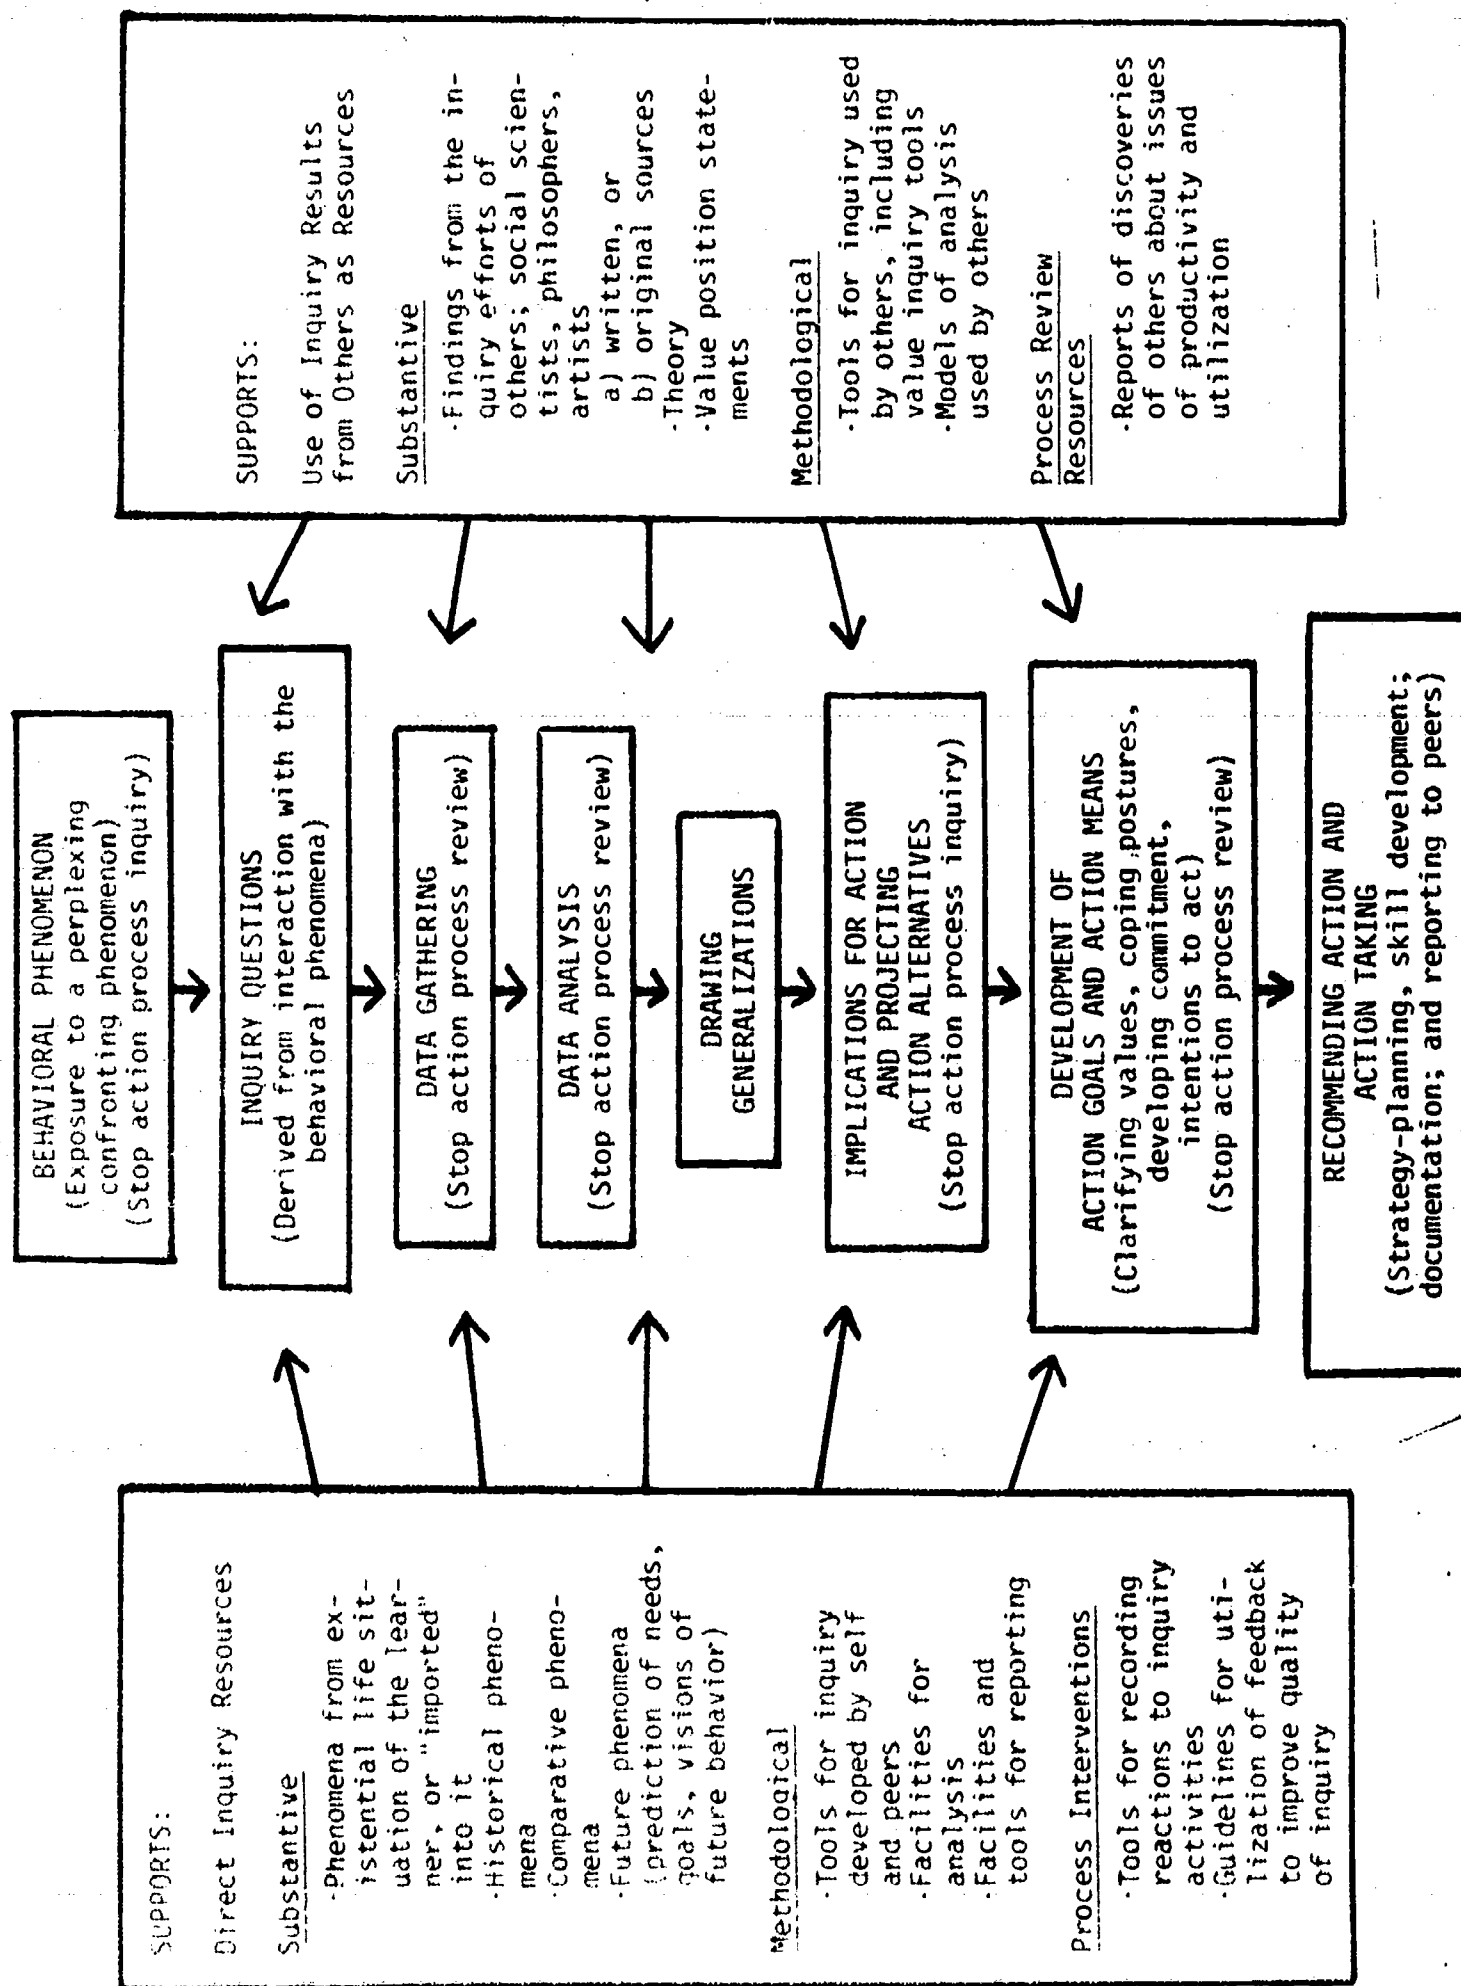 SUPPORTS:
Direct Inquiry Resources
Substantive
·Phenomena from ex-
istential life sit-
uation of the lear-
ner, or "imported"
into it
·Historical pheno-
mena
·Comparative pheno-
mena
·Future phenomena
(prediction of needs,
goals, visions of
future behavior)
Methodological
·Tools for inquiry
developed by self
and peers
·Facilities for
analysis
·Facilities and
tools for reporting
Process Interventions
·Tools for recording
reactions to inquiry
activities
·Guidelines for uti-
lization of feedback
to improve quality
of inquiry
BEHAVIORAL PHENOMENON
(Exposure to a perplexing
confronting phenomenon)
(Stop action process inquiry)
INQUIRY QUESTIONS
(Derived from interaction with the
behavioral phenomena)
DATA GATHERING
(Stop action process review)
DATA ANALYSIS
(Stop action process review)
DRAWING
GENERALIZATIONS
IMPLICATIONS FOR ACTION
AND PROJECTING
ACTION ALTERNATIVES
(Stop action process inquiry)
DEVELOPMENT OF
ACTION GOALS AND ACTION MEANS
(Clarifying values, coping postures,
developing commitment,
intentions to act)
(Stop action process review)
RECOMMENDING ACTION AND
ACTION TAKING
(Strategy-planning, skill development;
documentation; and reporting to peers)
SUPPORTS:
Use of Inquiry Results
from Others as Resources
Substantive
·Findings from the in-
quiry efforts of
others; social scien-
tists, philosophers,
artists
a) written, or
b) original sources
·Theory
·Value position state-
ments
Methodological
·Tools for inquiry used
by others, including
value inquiry tools
·Models of analysis
used by others
Process Review
Resources
·Reports of discoveries
of others about issues
of productivity and
utilization